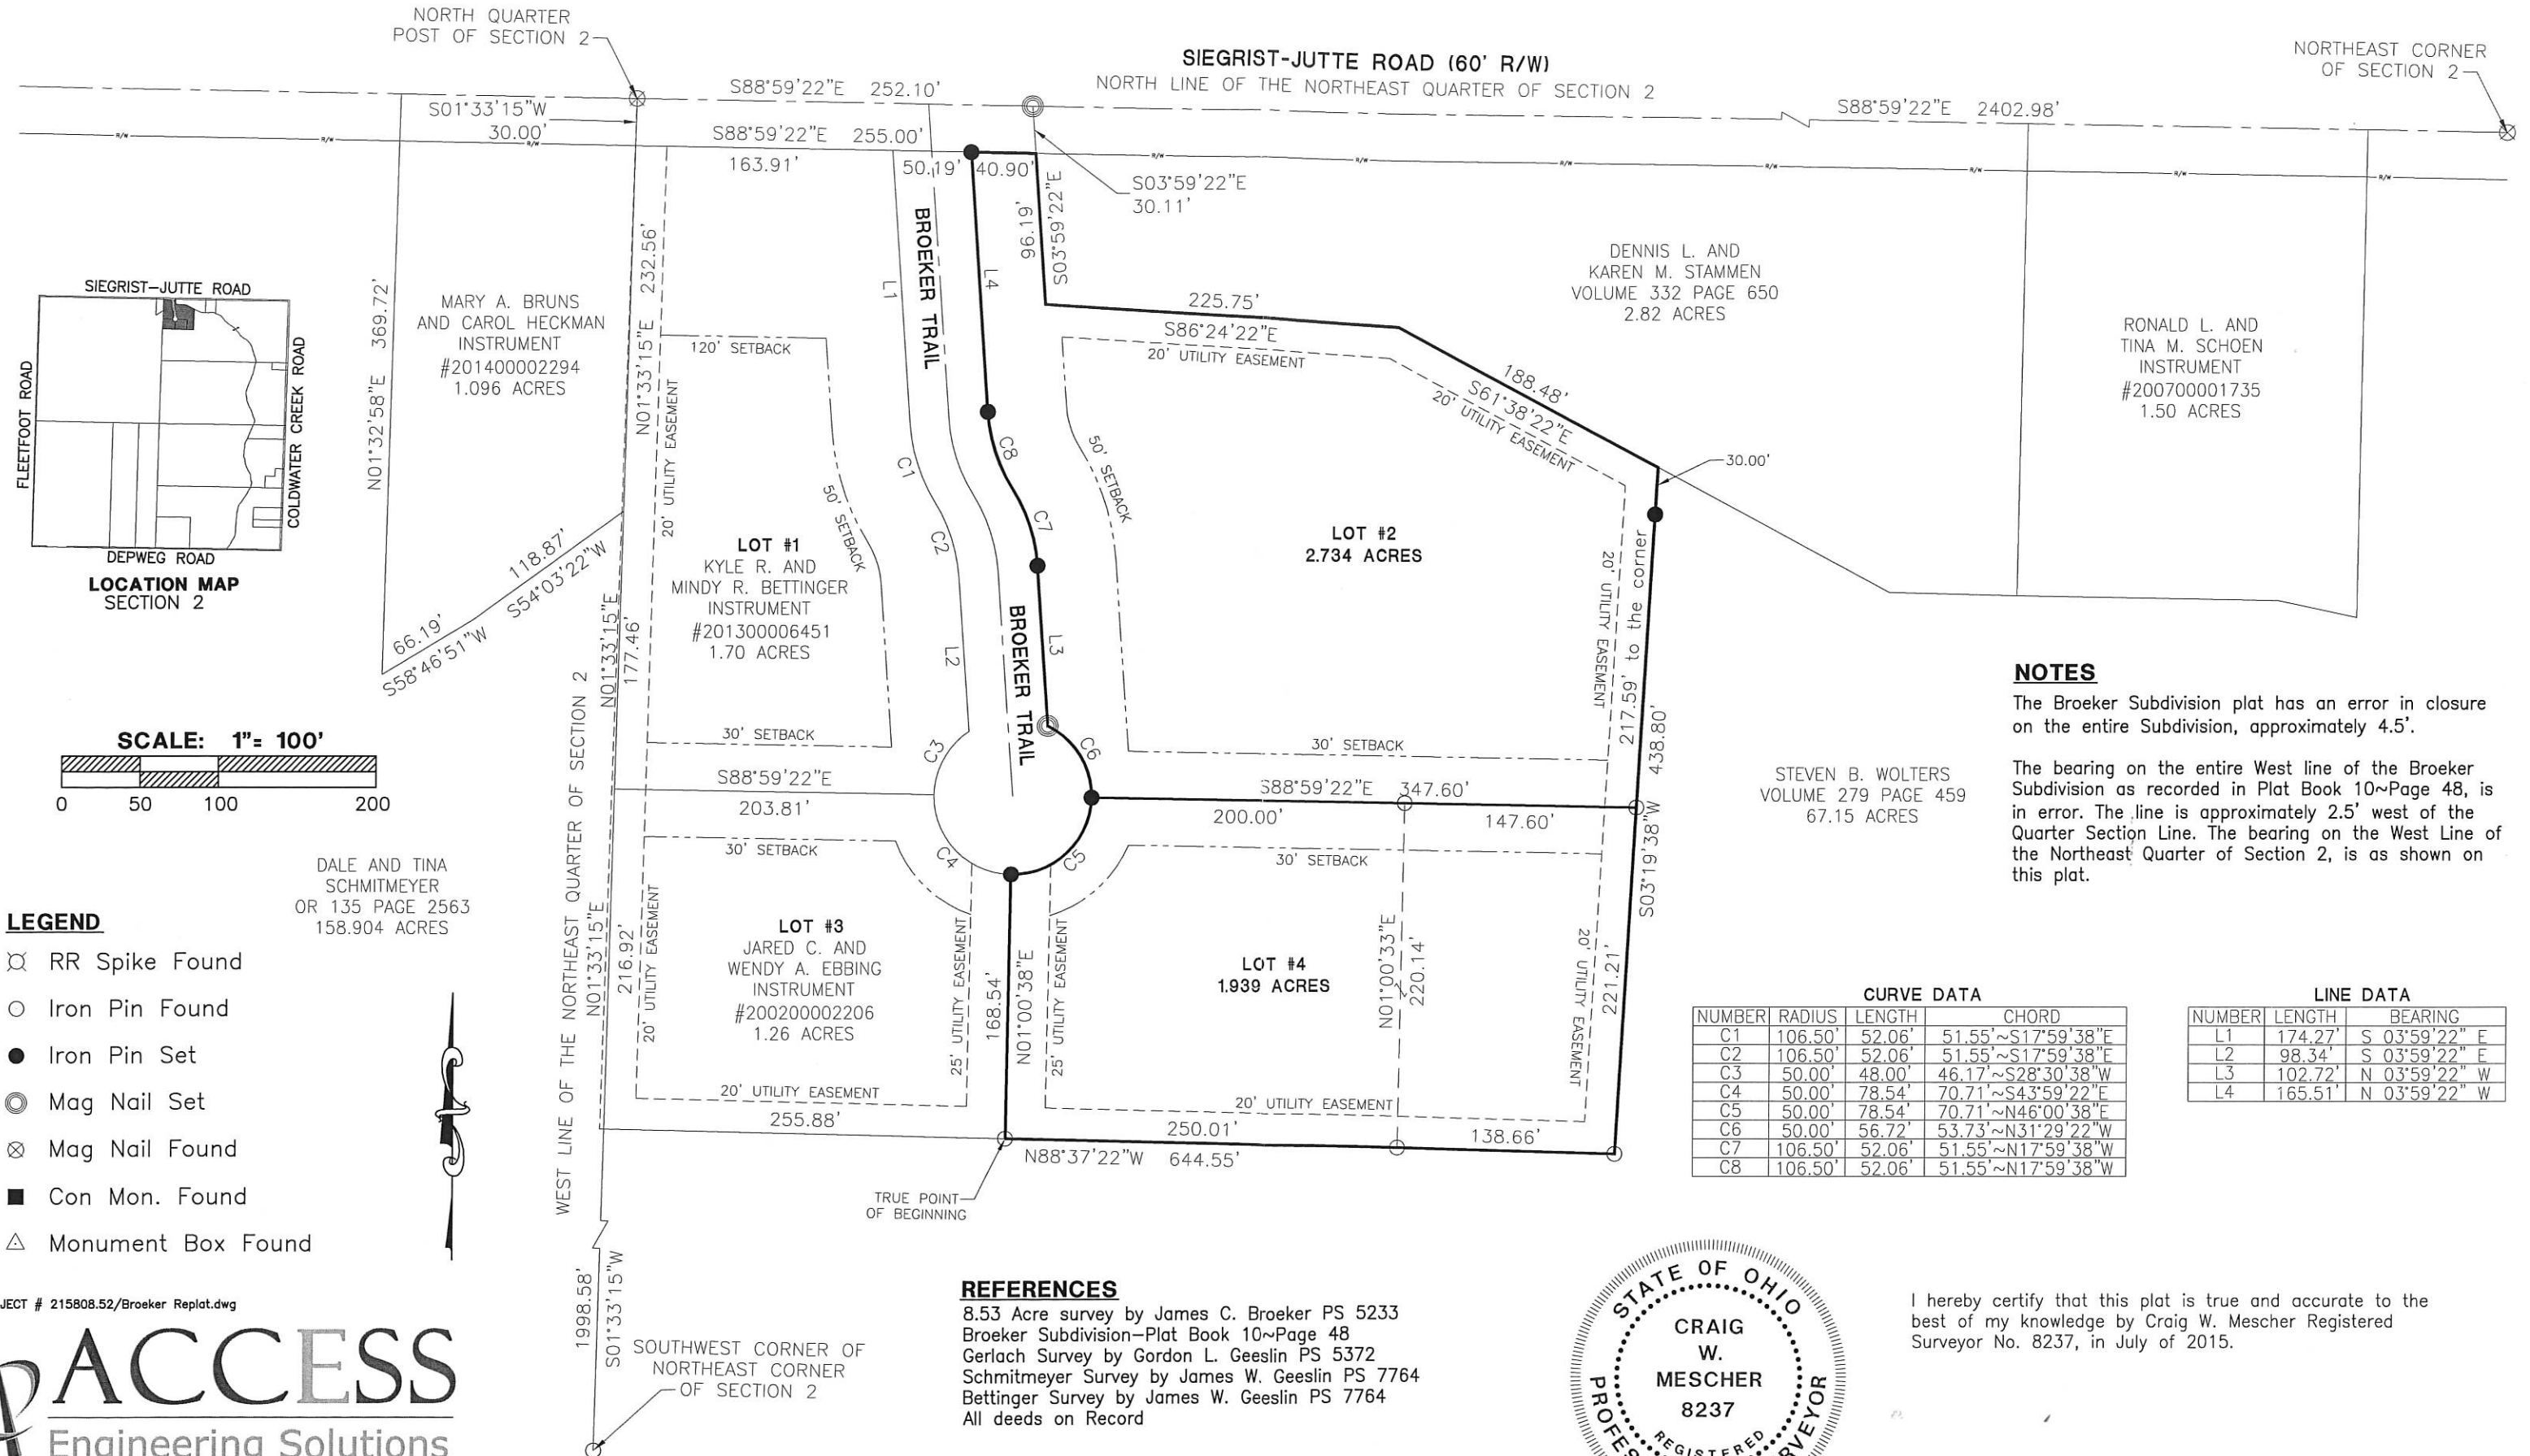 NORTH QUARTER
POST OF SECTION 2
SIEGRIST-JUTTE ROAD (60' R/W)
NORTH LINE OF THE NORTHEAST QUARTER OF SECTION 2
NORTHEAST CORNER
OF SECTION 2
S88°59'22"E 252.10'
S88°59'22"E 2402.98'
S01°33'15"W
30.00'
S88°59'22"E 255.00'
163.91'
50.19'
40.90'
R/W
R/W
R/W
R/W
R/W
R/W
R/W
R/W
R/W
R/W
S03°59'22"E
30.11'
96.19'
S03°59'22"E
225.75'
S86°24'22"E
20' UTILITY EASEMENT
188.48'
S61°38'22"E
20' UTILITY EASEMENT
30.00'
DENNIS L. AND
KAREN M. STAMMEN
VOLUME 332 PAGE 650
2.82 ACRES
RONALD L. AND
TINA M. SCHOEN
INSTRUMENT
#200700001735
1.50 ACRES
SIEGRIST-JUTTE ROAD
FLEETFOOT ROAD
COLDWATER CREEK ROAD
DEPWEG ROAD
LOCATION MAP
SECTION 2
N01°32'58"E 369.72'
MARY A. BRUNS
AND CAROL HECKMAN
INSTRUMENT
#201400002294
1.096 ACRES
N01°33'15"E 232.56'
20' UTILITY EASEMENT
120' SETBACK
50' SETBACK
118.87'
S54°03'22"W
66.19'
S58°46'51"W
N01°33'15"E
177.46'
LOT #1
KYLE R. AND
MINDY R. BETTINGER
INSTRUMENT
#201300006451
1.70 ACRES
30' SETBACK
L1
L4
BROEKER TRAIL
C1
C8
C2
C7
L2
L3
BROEKER TRAIL
C3
C6
C4
C5
50' SETBACK
LOT #2
2.734 ACRES
20' UTILITY EASEMENT
217.59' to the corner
438.80'
S03°19'38"W
30' SETBACK
S88°59'22"E 347.60'
200.00'
147.60'
30' SETBACK
S88°59'22"E
203.81'
30' SETBACK
STEVEN B. WOLTERS
VOLUME 279 PAGE 459
67.15 ACRES
NOTES
The Broeker Subdivision plat has an error in closure
on the entire Subdivision, approximately 4.5'.
The bearing on the entire West line of the Broeker
Subdivision as recorded in Plat Book 10~Page 48, is
in error. The line is approximately 2.5' west of the
Quarter Section Line. The bearing on the West Line of
the Northeast Quarter of Section 2, is as shown on
this plat.
SCALE: 1"= 100'
0 50 100 200
DALE AND TINA
SCHMITMEYER
OR 135 PAGE 2563
158.904 ACRES
LEGEND
RR Spike Found
Iron Pin Found
Iron Pin Set
Mag Nail Set
Mag Nail Found
Con Mon. Found
Monument Box Found
WEST LINE OF THE NORTHEAST QUARTER OF SECTION 2
N01°33'15"E
216.92'
20' UTILITY EASEMENT
LOT #3
JARED C. AND
WENDY A. EBBING
INSTRUMENT
#200200002206
1.26 ACRES
25' UTILITY EASEMENT
168.54'
N01°00'38"E
25' UTILITY EASEMENT
20' UTILITY EASEMENT
255.88'
LOT #4
1.939 ACRES
N01°00'33"E
220.14'
20' UTILITY EASEMENT
221.21'
20' UTILITY EASEMENT
250.01'
138.66'
N88°37'22"W 644.55'
TRUE POINT
OF BEGINNING
CURVE DATA
NUMBER RADIUS LENGTH CHORD
C1 106.50' 52.06' 51.55'~S17°59'38"E
C2 106.50' 52.06' 51.55'~S17°59'38"E
C3 50.00' 48.00' 46.17'~S28°30'38"W
C4 50.00' 78.54' 70.71'~S43°59'22"E
C5 50.00' 78.54' 70.71'~N46°00'38"E
C6 50.00' 56.72' 53.73'~N31°29'22"W
C7 106.50' 52.06' 51.55'~N17°59'38"W
C8 106.50' 52.06' 51.55'~N17°59'38"W
LINE DATA
NUMBER LENGTH BEARING
L1 174.27' S 03°59'22" E
L2 98.34' S 03°59'22" E
L3 102.72' N 03°59'22" W
L4 165.51' N 03°59'22" W
1998.58'
S01°33'15"W
SOUTHWEST CORNER OF
NORTHEAST CORNER
OF SECTION 2
JECT # 215808.52/Broeker Replat.dwg
ACCESS
Engineering Solutions
REFERENCES
8.53 Acre survey by James C. Broeker PS 5233
Broeker Subdivision-Plat Book 10~Page 48
Gerlach Survey by Gordon L. Geeslin PS 5372
Schmitmeyer Survey by James W. Geeslin PS 7764
Bettinger Survey by James W. Geeslin PS 7764
All deeds on Record
STATE OF OHIO
CRAIG
W.
MESCHER
8237
REGISTERED
PROFES
RVEYOR
I hereby certify that this plat is true and accurate to the
best of my knowledge by Craig W. Mescher Registered
Surveyor No. 8237, in July of 2015.